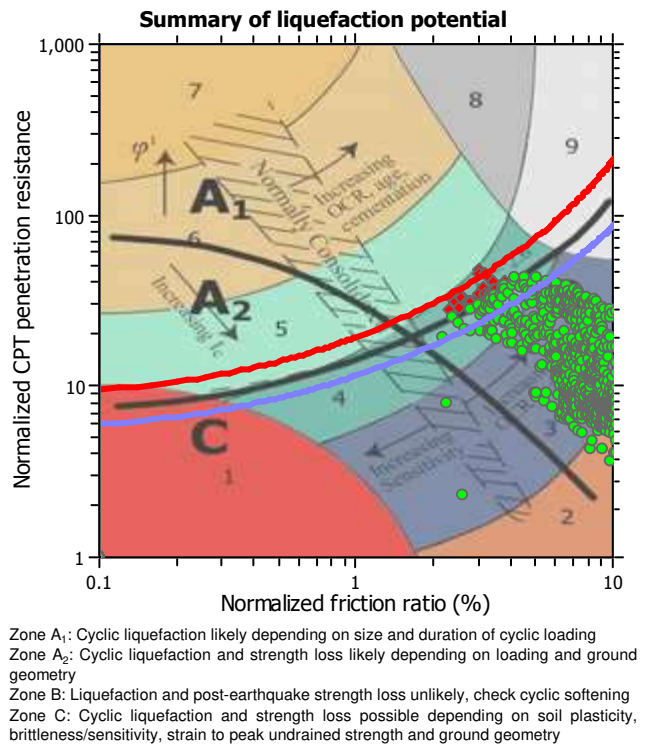 Summary of liquefaction potential
Normalized CPT penetration resistance
1,000
100
10
1
0.1
1
10
Normalized friction ratio (%)
7
8
9
φ'
A1
Normally Consolid
Increasing
OCR, age,
cementation
6
A2
Increasing Ic
5
4
C
1
Increasing
Sensitivity
3
2
Zone A₁: Cyclic liquefaction likely depending on size and duration of cyclic loading
Zone A₂: Cyclic liquefaction and strength loss likely depending on loading and ground
geometry
Zone B: Liquefaction and post-earthquake strength loss unlikely, check cyclic softening
Zone C: Cyclic liquefaction and strength loss possible depending on soil plasticity,
brittleness/sensitivity, strain to peak undrained strength and ground geometry